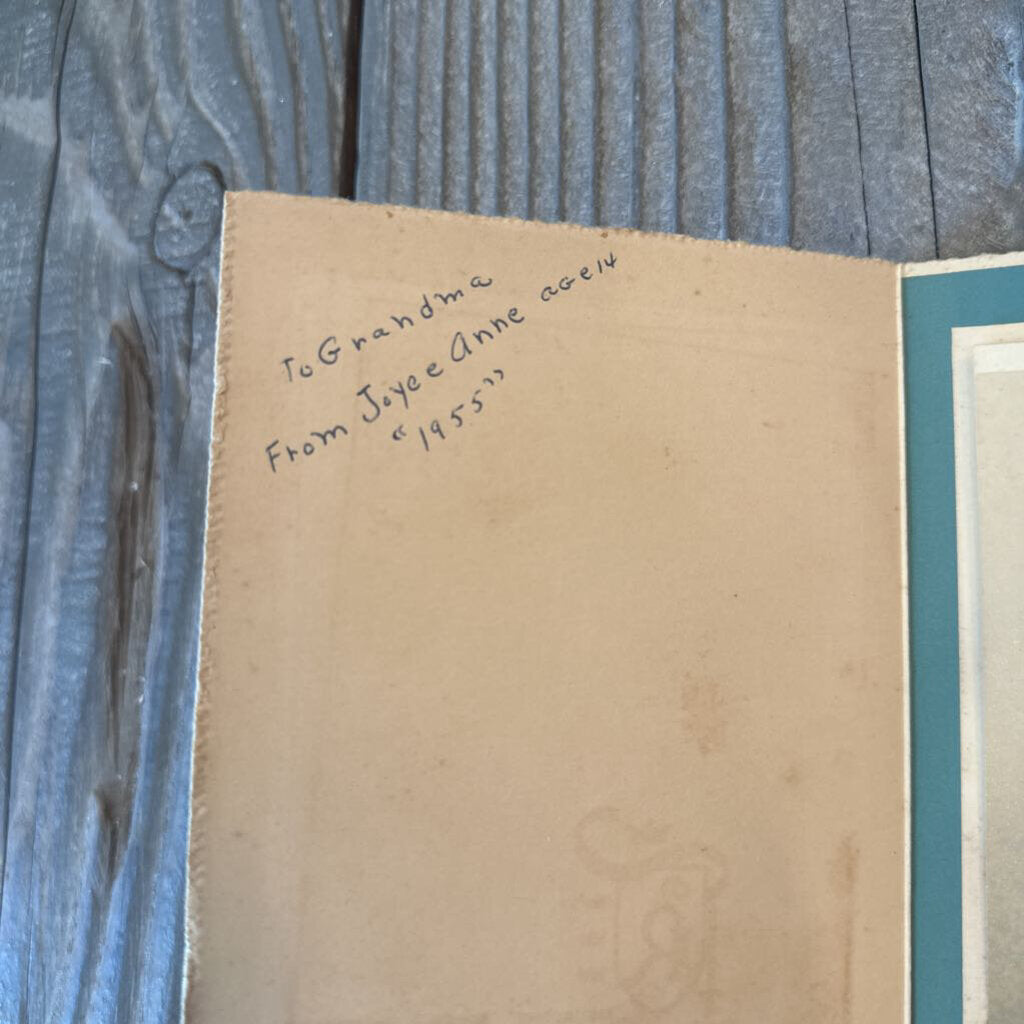 To Grandma
From Joyce Anne age 14
"1955"